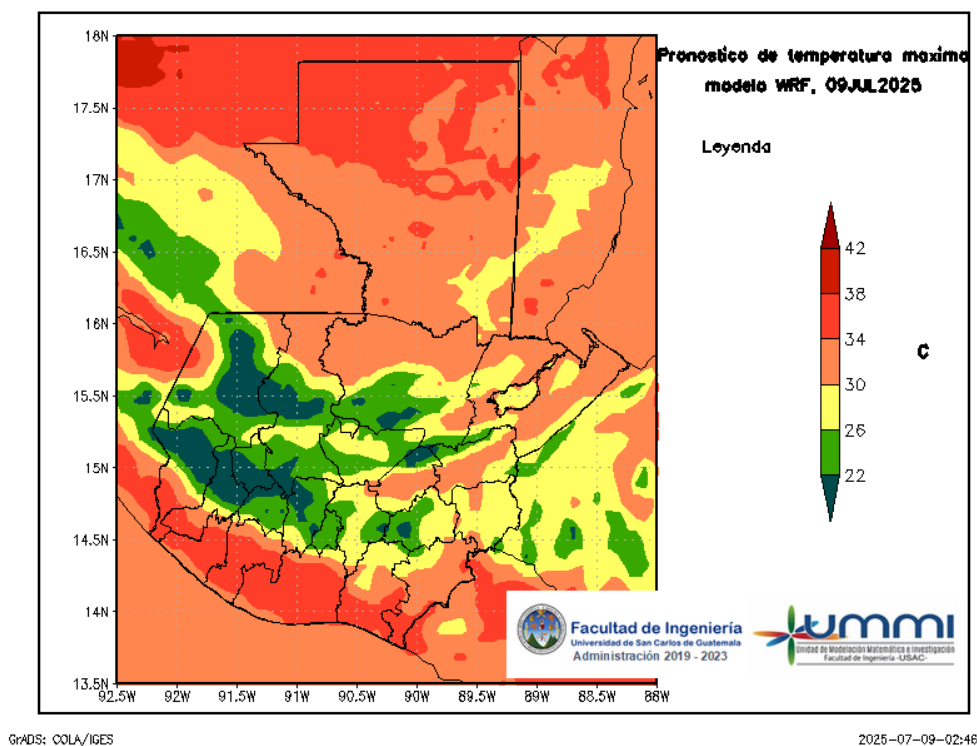 Pronostico de temperatura maxima
modelo WRF, 09JUL2025
Leyenda
42
38
34
30
26
22
C
18N
17.5N
17N
16.5N
16N
15.5N
15N
14.5N
14N
13.5N
92.5W 92W 91.5W 91W 90.5W 90W 89.5W 89W 88.5W 88W
Facultad de Ingeniería
Universidad de San Carlos de Guatemala
Administración 2019 - 2023
ummi
Unidad de Modelación Matemática e Investigación
Facultad de Ingeniería -USAC-
GrADS: COLA/IGES
2025-07-09-02:46